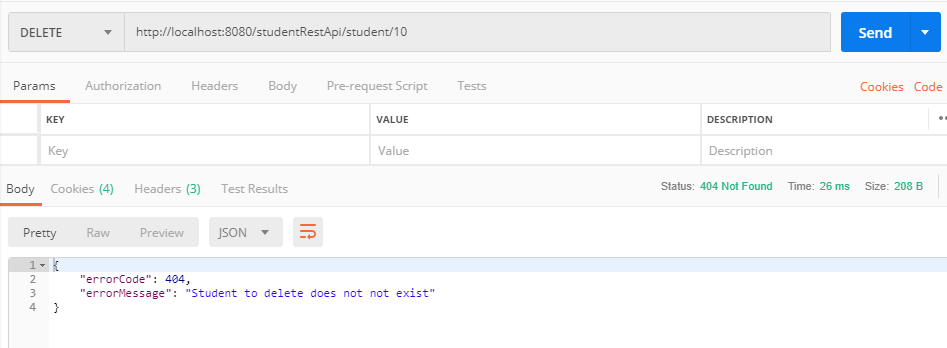 DELETE http://localhost:8080/studentRestApi/student/10 Send
Params Authorization Headers Body Pre-request Script Tests Cookies Code
KEY VALUE DESCRIPTION
Key Value Description
Body Cookies (4) Headers (3) Test Results Status: 404 Not Found Time: 26 ms Size: 208 B
Pretty Raw Preview JSON
1 {
2 "errorCode": 404,
3 "errorMessage": "Student to delete does not not exist"
4 }